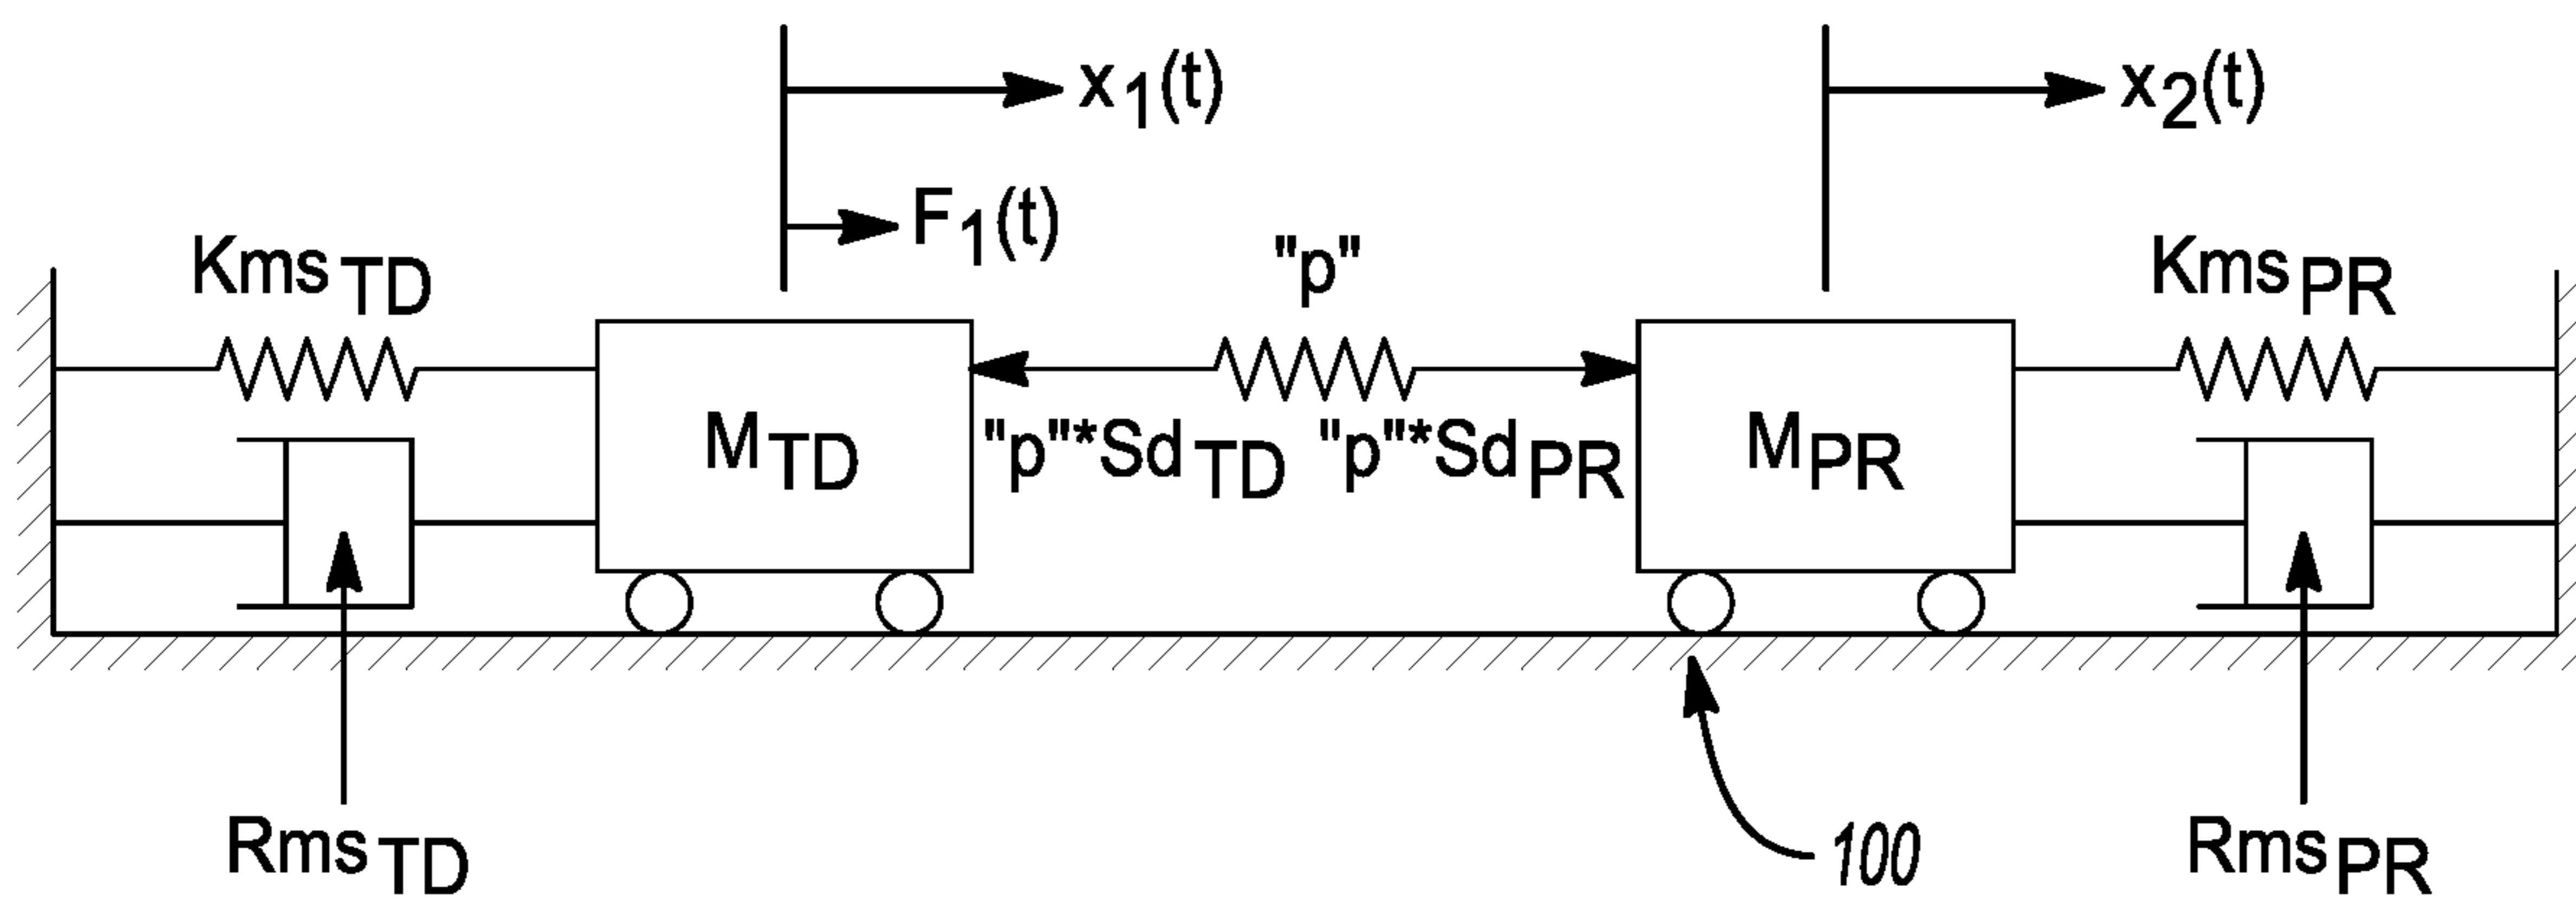 x1(t)
x2(t)
F1(t)
"p"
KmsTD
KmsPR
MTD
"p"*SdTD
"p"*SdPR
MPR
RmsTD
100
RmsPR